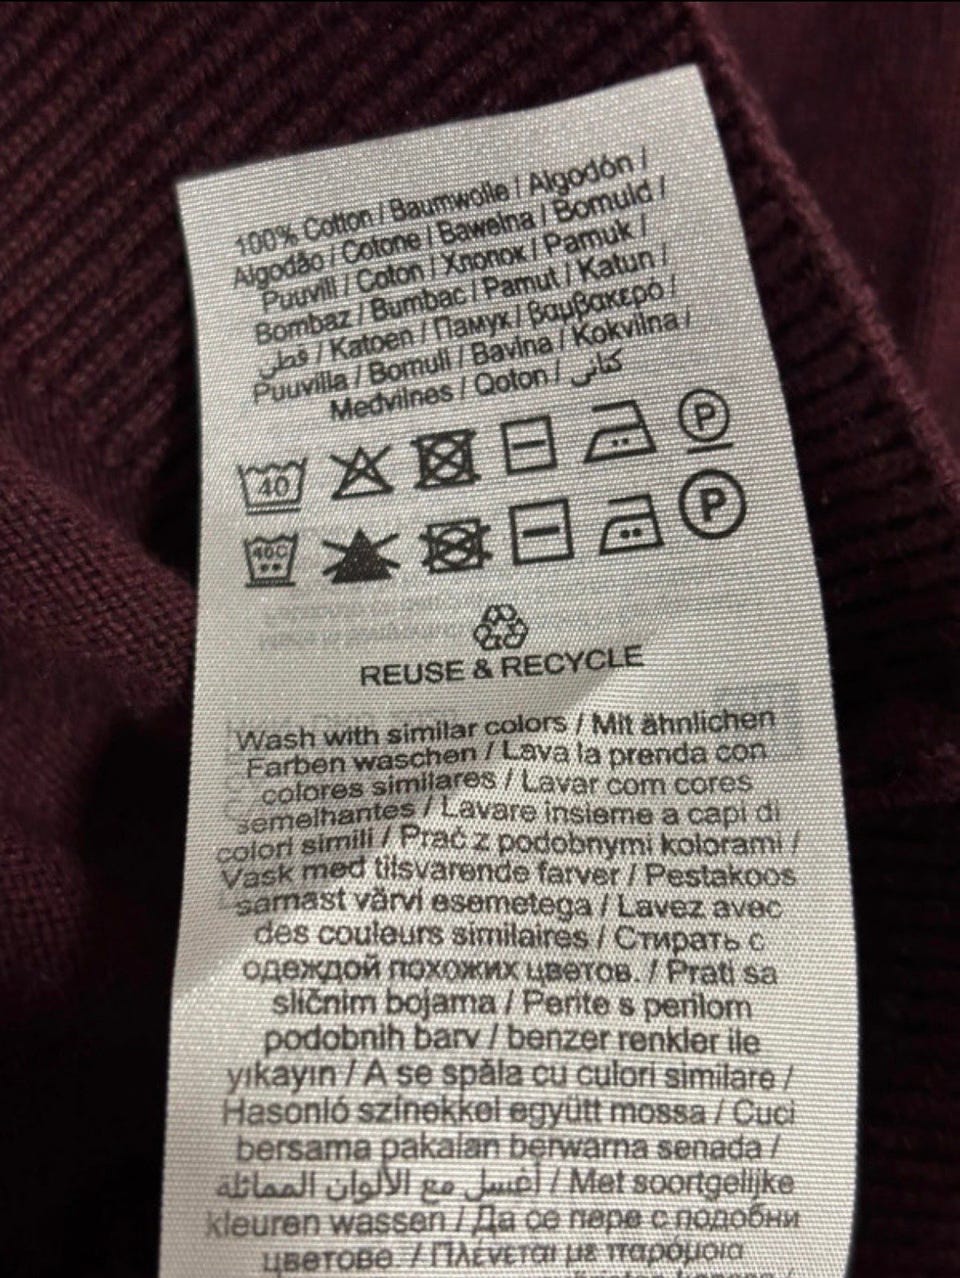 100% Cotton / Baumwolle / Algodón /
Algodão / Cotone / Bawełna / Bomuld /
Puuvill / Coton / Хлопок / Pamuk /
Bombaz / Bumbac / Pamut / Katun /
قطن / Katoen / Памук / βαμβακερό /
Puuvilla / Bomull / Bavlna / Kokvilna /
Medvilnės / Qoton / كتانى
40 P
40C P
REUSE & RECYCLE
Wash with similar colors / Mit ähnlichen
Farben waschen / Lava la prenda con
colores similares / Lavar com cores
semelhantes / Lavare insieme a capi di
colori simili / Prać z podobnymi kolorami /
Vask med tilsvarende farver / Pestakoos
samast värvi esemetega / Lavez avec
des couleurs similaires / Стирать с
одеждой похожих цветов. / Prati sa
sličnim bojama / Perite s perilom
podobnih barv / benzer renkler ile
yıkayın / A se spăla cu culori similare /
Hasonló színekkel együtt mossa / Cuci
bersama pakaian berwarna senada /
اغسل مع الألوان المماثلة / Met soortgelijke
kleuren wassen / Да се пере с подобни
цветове. / Πλένεται με παρόμοια